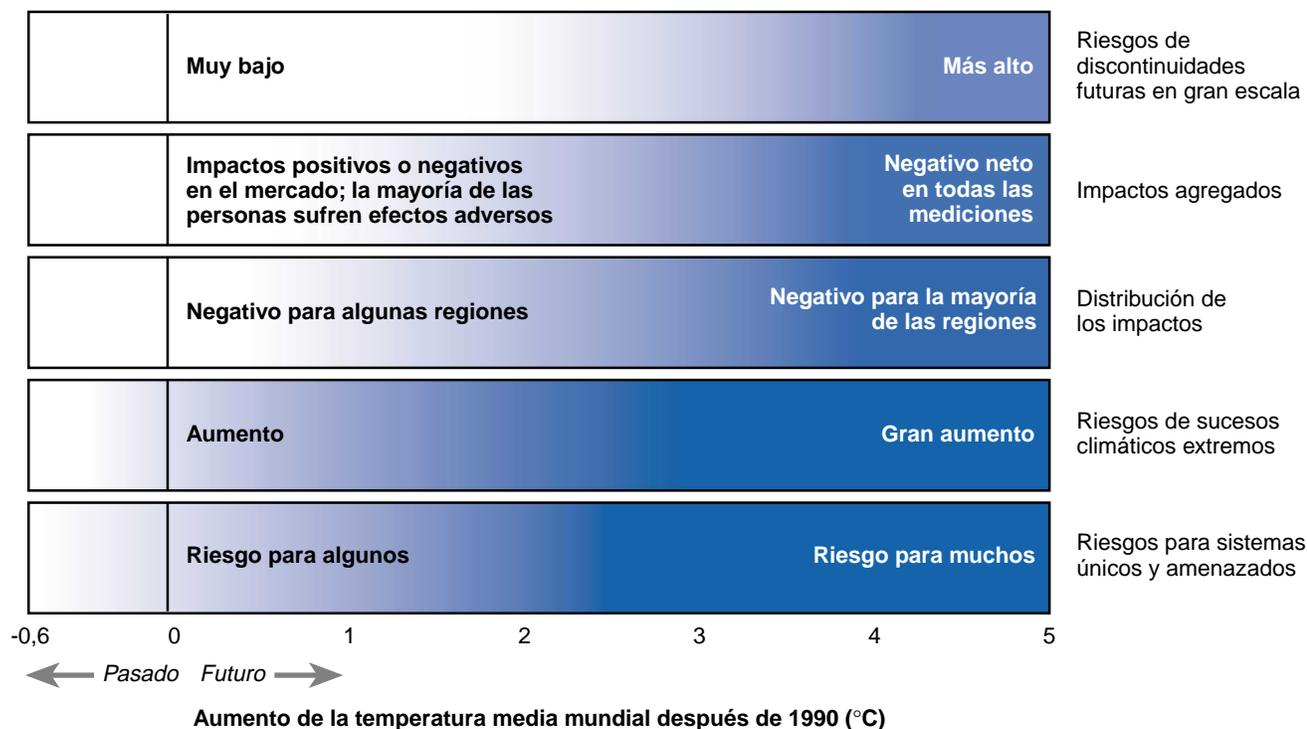 Muy bajo
Más alto
Riesgos de
discontinuidades
futuras en gran escala
Impactos positivos o negativos
en el mercado; la mayoría de las
personas sufren efectos adversos
Negativo neto
en todas las
mediciones
Impactos agregados
Negativo para algunas regiones
Negativo para la mayoría
de las regiones
Distribución de
los impactos
Aumento
Gran aumento
Riesgos de sucesos
climáticos extremos
Riesgo para algunos
Riesgo para muchos
Riesgos para sistemas
únicos y amenazados
-0,6 0 1 2 3 4 5
Pasado Futuro
Aumento de la temperatura media mundial después de 1990 (°C)